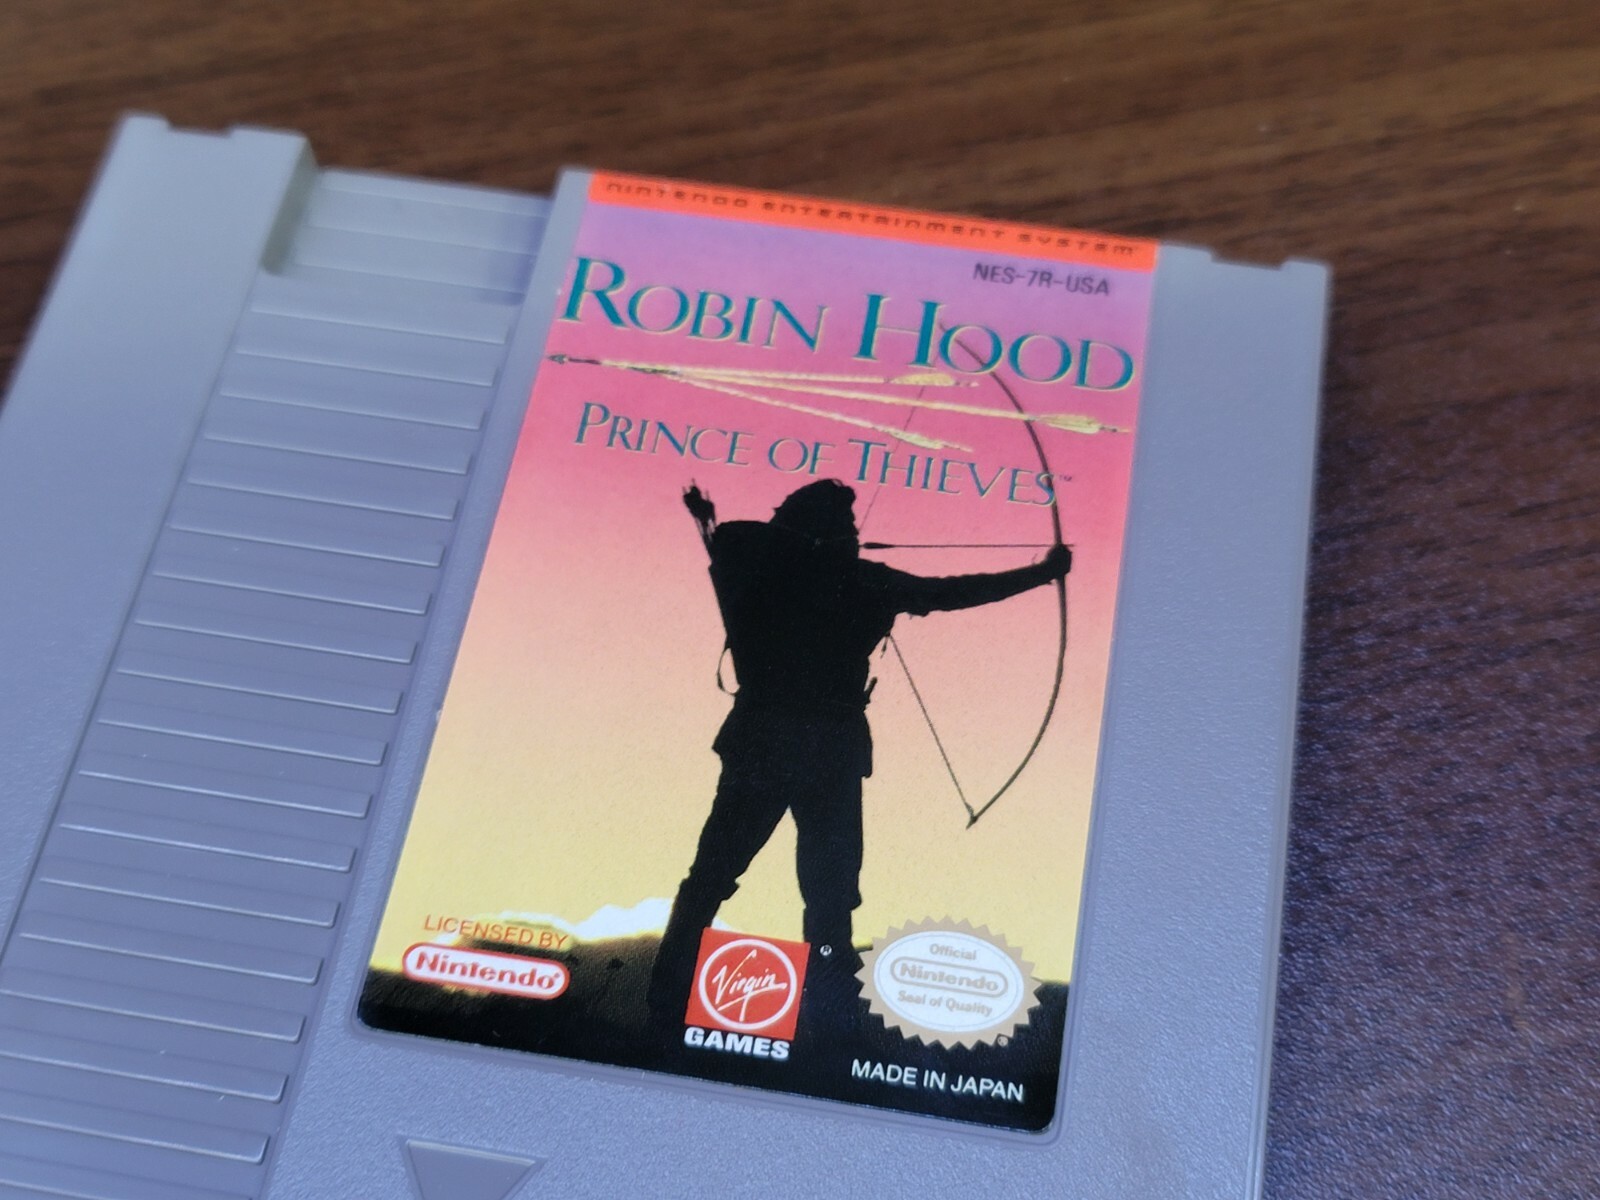 NINTENDO ENTERTAINMENT SYSTEM™
NES-7R-USA
ROBIN HOOD
PRINCE OF THIEVES™
LICENSED BY
Nintendo®
Virgin®
GAMES
Official
Nintendo
Seal of Quality
®
MADE IN JAPAN